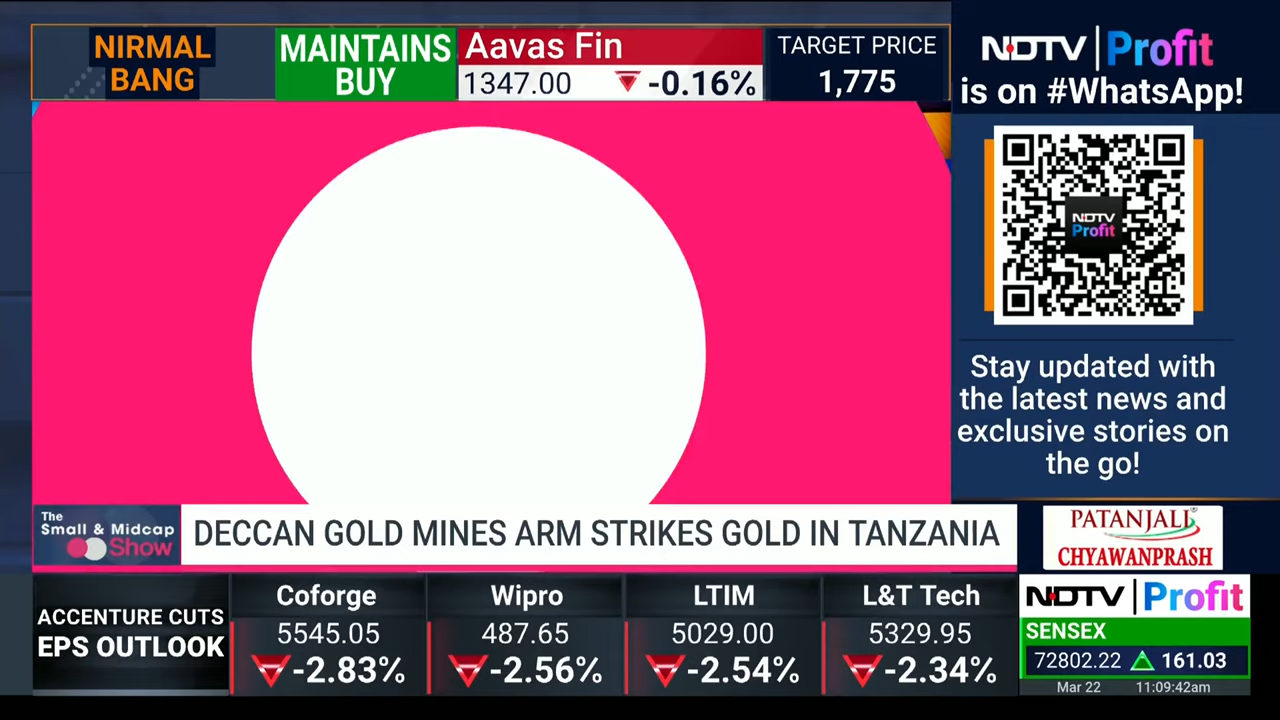 NIRMAL
BANG
MAINTAINS
BUY
Aavas Fin
1347.00 -0.16%
TARGET PRICE
1,775
NDTV Profit
is on #WhatsApp!
NDTV
Profit
Stay updated with
the latest news and
exclusive stories on
the go!
The
Small & Midcap
Show
DECCAN GOLD MINES ARM STRIKES GOLD IN TANZANIA
PATANJALI
CHYAWANPRASH
ACCENTURE CUTS
EPS OUTLOOK
Coforge
5545.05
-2.83%
Wipro
487.65
-2.56%
LTIM
5029.00
-2.54%
L&T Tech
5329.95
-2.34%
NDTV Profit
SENSEX
72802.22 161.03
Mar 22 11:09:42am